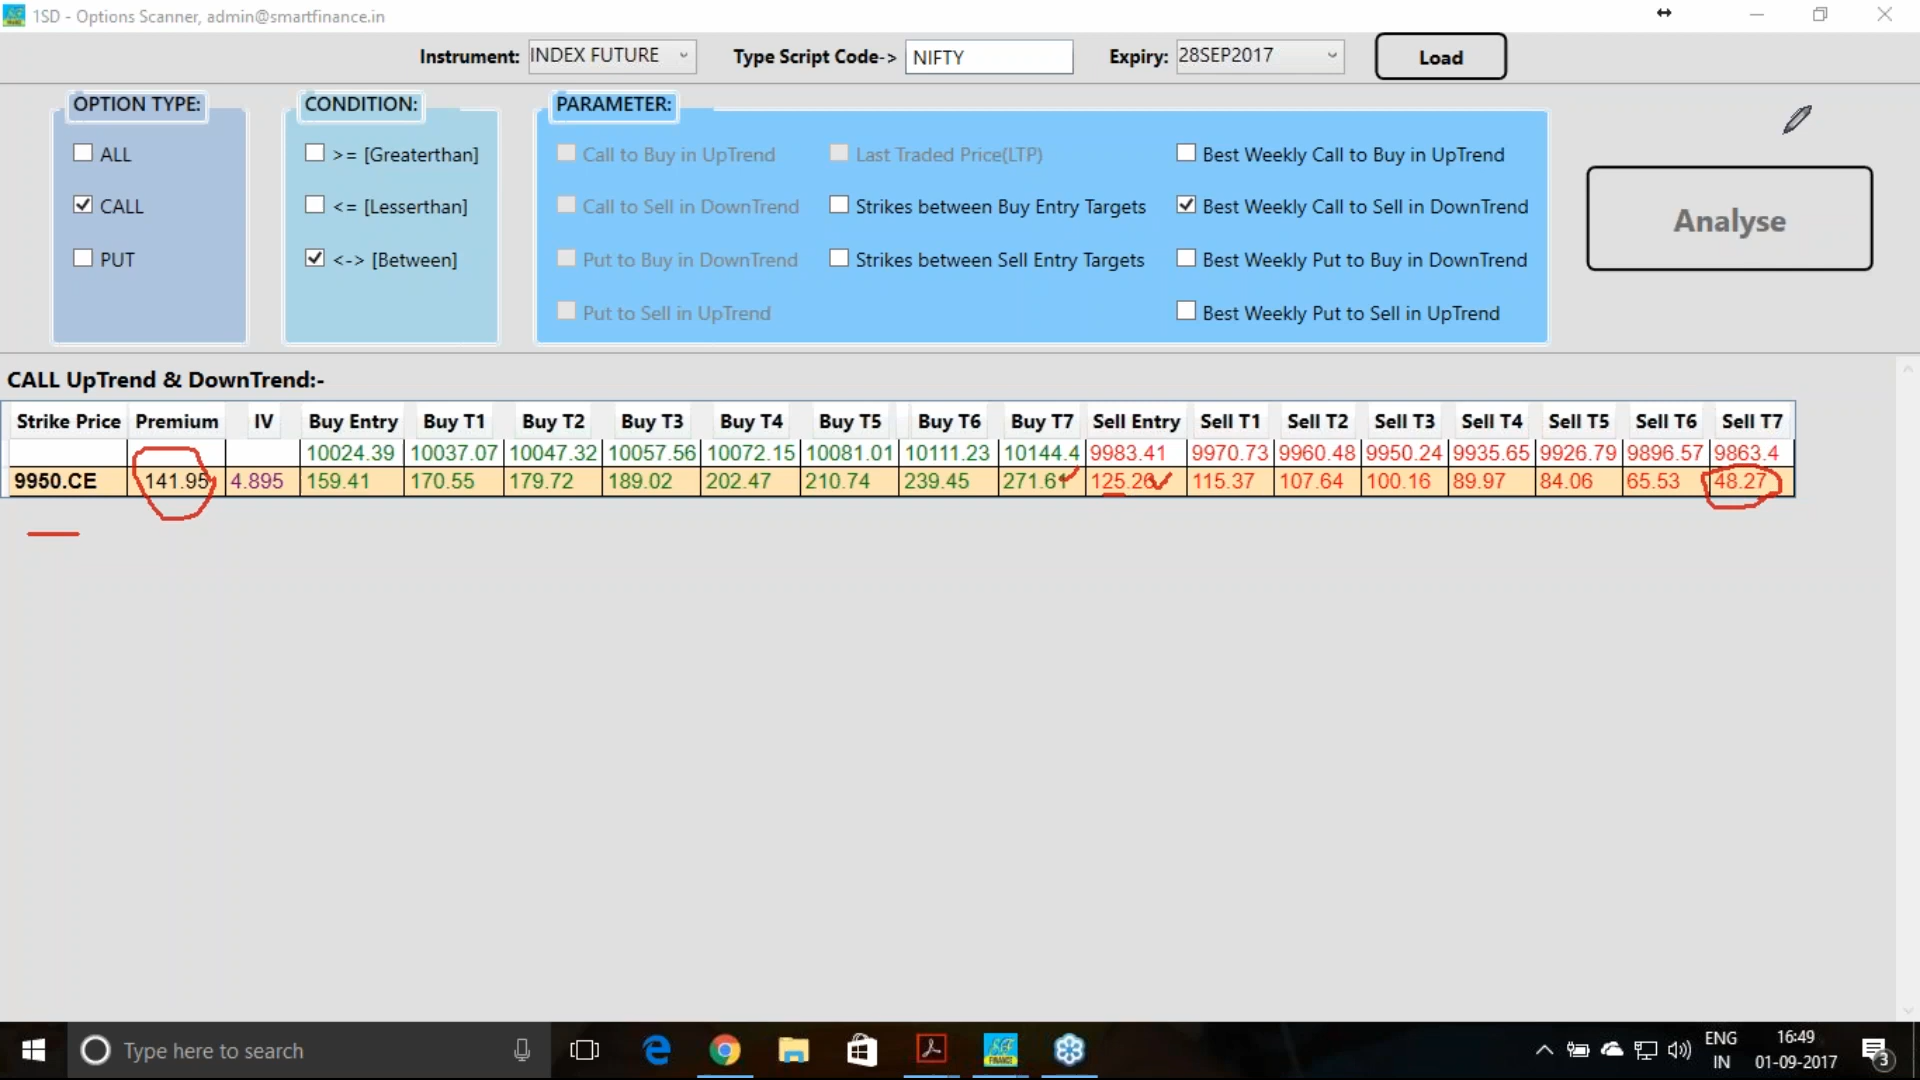 1SD - Options Scanner, admin@smartfinance.in
Instrument: INDEX FUTURE Type Script Code-> NIFTY Expiry: 28SEP2017 Load
OPTION TYPE: CONDITION: PARAMETER:
ALL >= [Greaterthan] Call to Buy in UpTrend Last Traded Price(LTP) Best Weekly Call to Buy in UpTrend
CALL <= [Lesserthan] Call to Sell in DownTrend Strikes between Buy Entry Targets Best Weekly Call to Sell in DownTrend
Analyse
PUT <-> [Between] Put to Buy in DownTrend Strikes between Sell Entry Targets Best Weekly Put to Buy in DownTrend
Put to Sell in UpTrend Best Weekly Put to Sell in UpTrend
CALL UpTrend & DownTrend:-
Strike Price Premium IV Buy Entry Buy T1 Buy T2 Buy T3 Buy T4 Buy T5 Buy T6 Buy T7 Sell Entry Sell T1 Sell T2 Sell T3 Sell T4 Sell T5 Sell T6 Sell T7
10024.39 10037.07 10047.32 10057.56 10072.15 10081.01 10111.23 10144.4 9983.41 9970.73 9960.48 9950.24 9935.65 9926.79 9896.57 9863.4
9950.CE 141.95 4.895 159.41 170.55 179.72 189.02 202.47 210.74 239.45 115.37 107.64 100.16 89.97 84.06 65.53 48.27
Type here to search
FINANCE
ENG
IN
16:49
01-09-2017
3